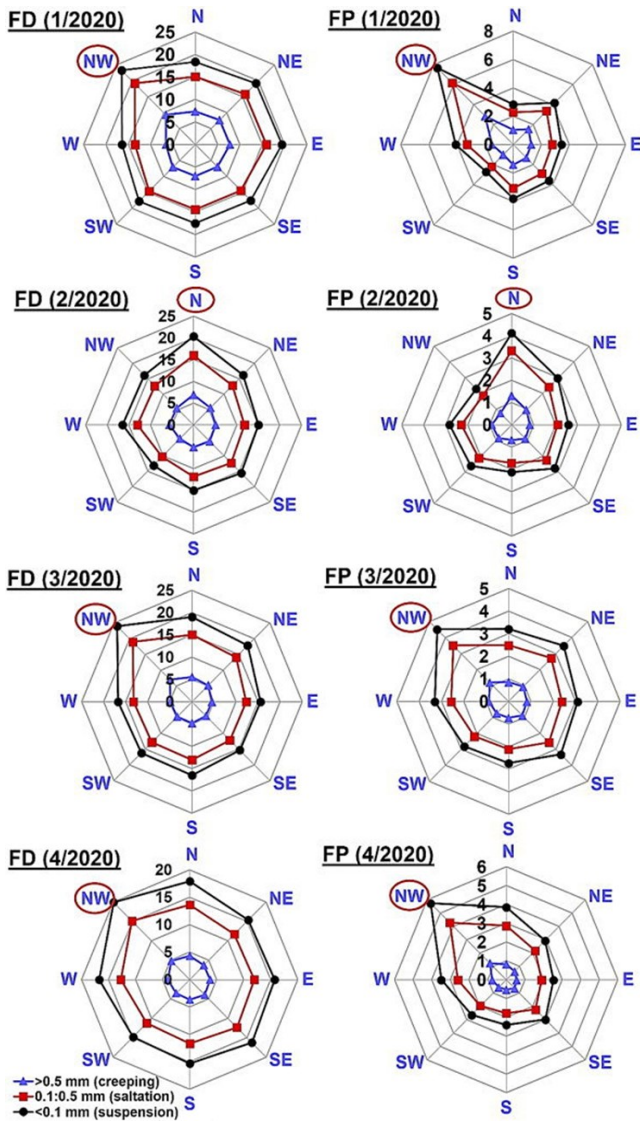 FD (1/2020)
N
25
20
15
10
5
0
NW
NE
W
E
SW
SE
S
FP (1/2020)
N
8
6
4
2
0
NW
NE
W
E
SW
SE
S
FD (2/2020)
N
25
20
15
10
5
0
NW
NE
W
E
SW
SE
S
FP (2/2020)
N
5
4
3
2
1
0
NW
NE
W
E
SW
SE
S
FD (3/2020)
N
25
20
15
10
5
0
NW
NE
W
E
SW
SE
S
FP (3/2020)
N
5
4
3
2
1
0
NW
NE
W
E
SW
SE
S
FD (4/2020)
N
20
15
10
5
0
NW
NE
W
E
SW
SE
S
FP (4/2020)
N
6
5
4
3
2
1
0
NW
NE
W
E
SW
SE
S
>0.5 mm (creeping)
0.1:0.5 mm (saltation)
<0.1 mm (suspension)